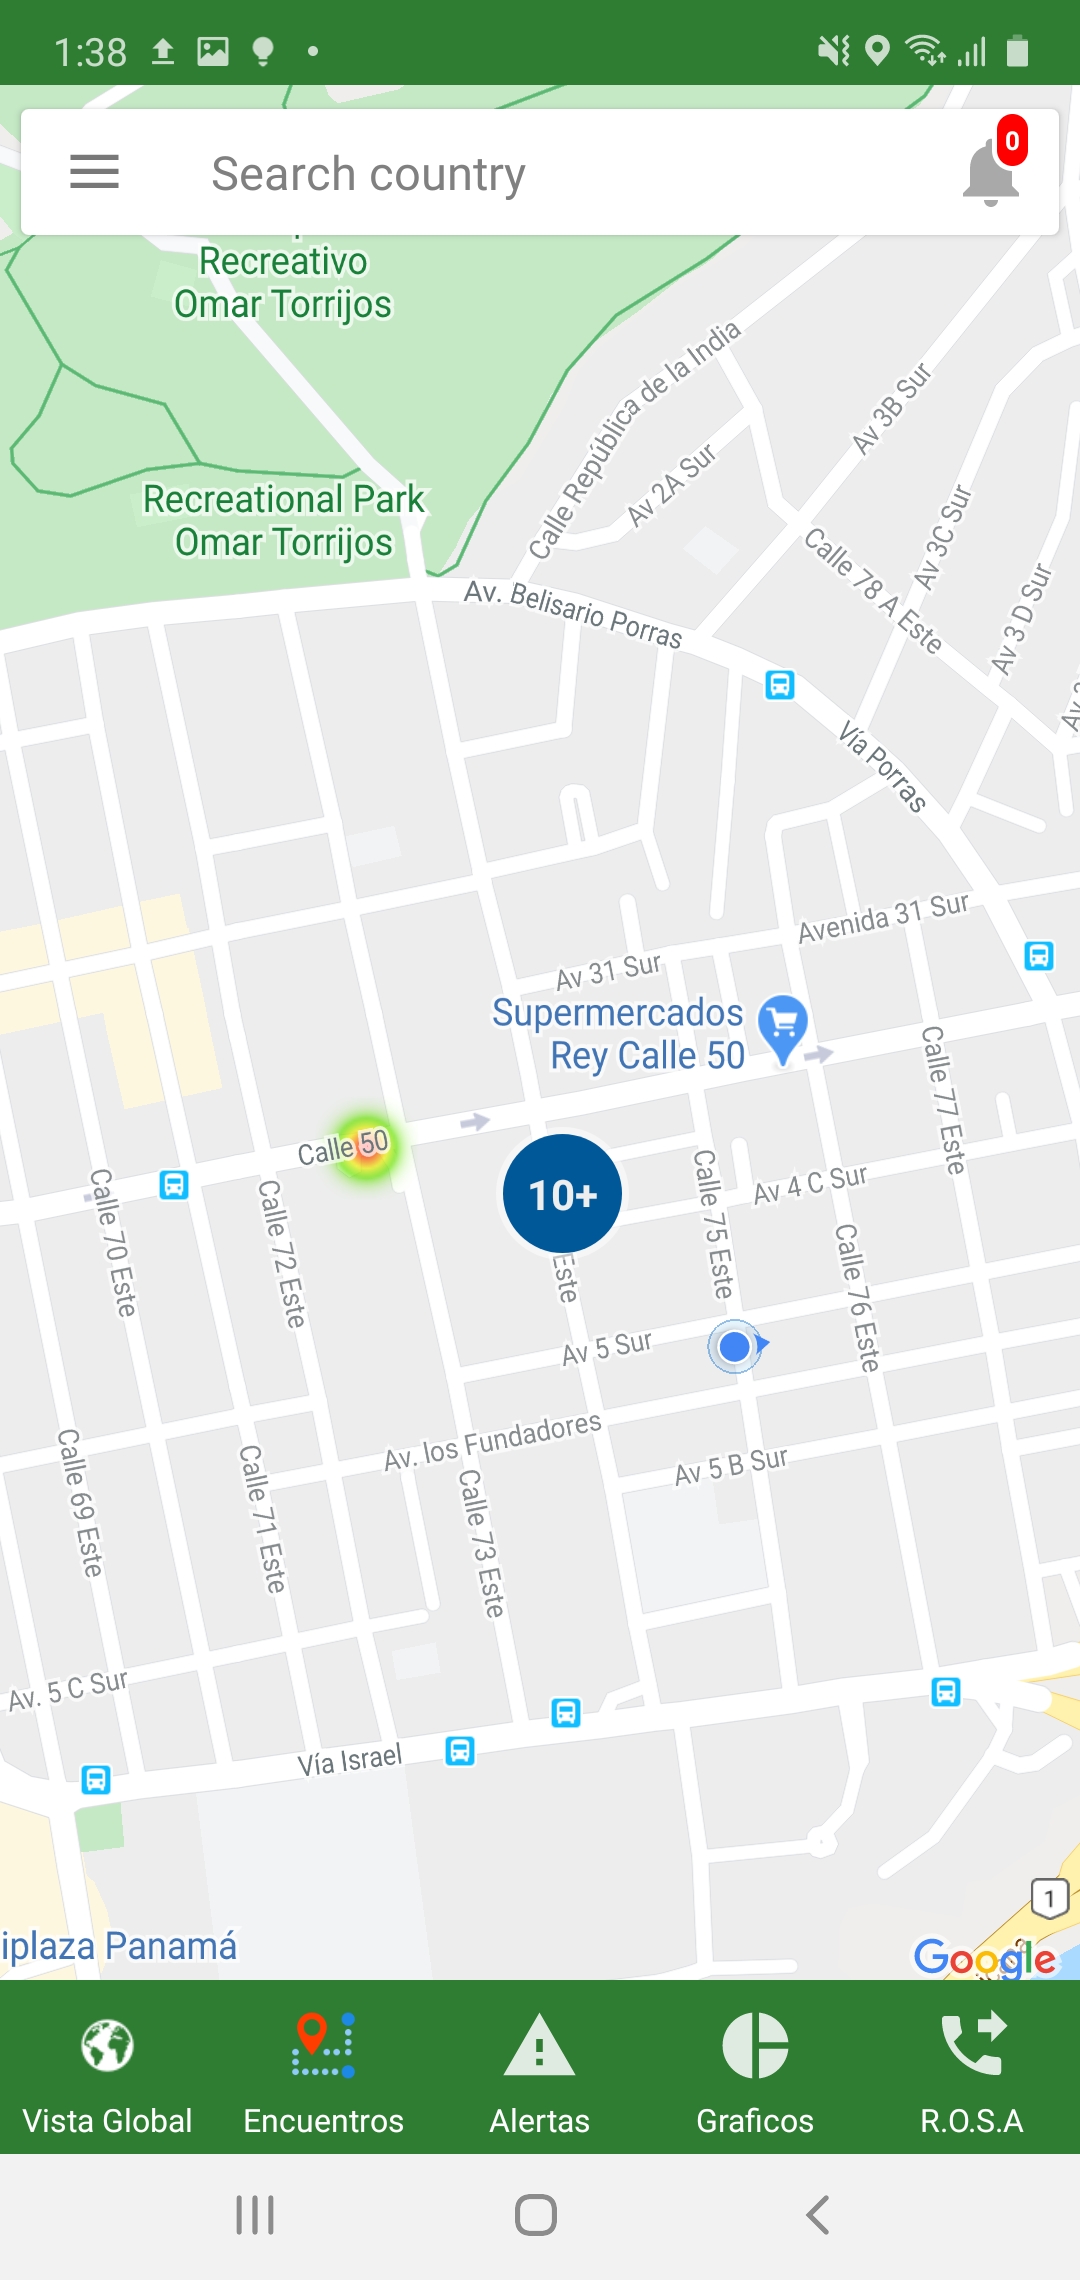 1:38
Search country
0
Recreativo
Omar Torrijos
Recreational Park
Omar Torrijos
Calle República de la India
Av 2A Sur
Av 3B Sur
Av 3C Sur
Calle 78 A Este
Av 3 D Sur
Av. Belisario Porras
Vía Porras
Avenida 31 Sur
Av 31 Sur
Supermercados
Rey Calle 50
Calle 77 Este
Calle 50
10+
Calle 75 Este
Av 4 C Sur
Calle 70 Este
Calle 72 Este
Este
Calle 76 Este
Av 5 Sur
Av. los Fundadores
Av 5 B Sur
Calle 69 Este
Calle 71 Este
Calle 73 Este
Av. 5 C Sur
Vía Israel
1
iplaza Panamá
Google
Vista Global
Encuentros
Alertas
Graficos
R.O.S.A